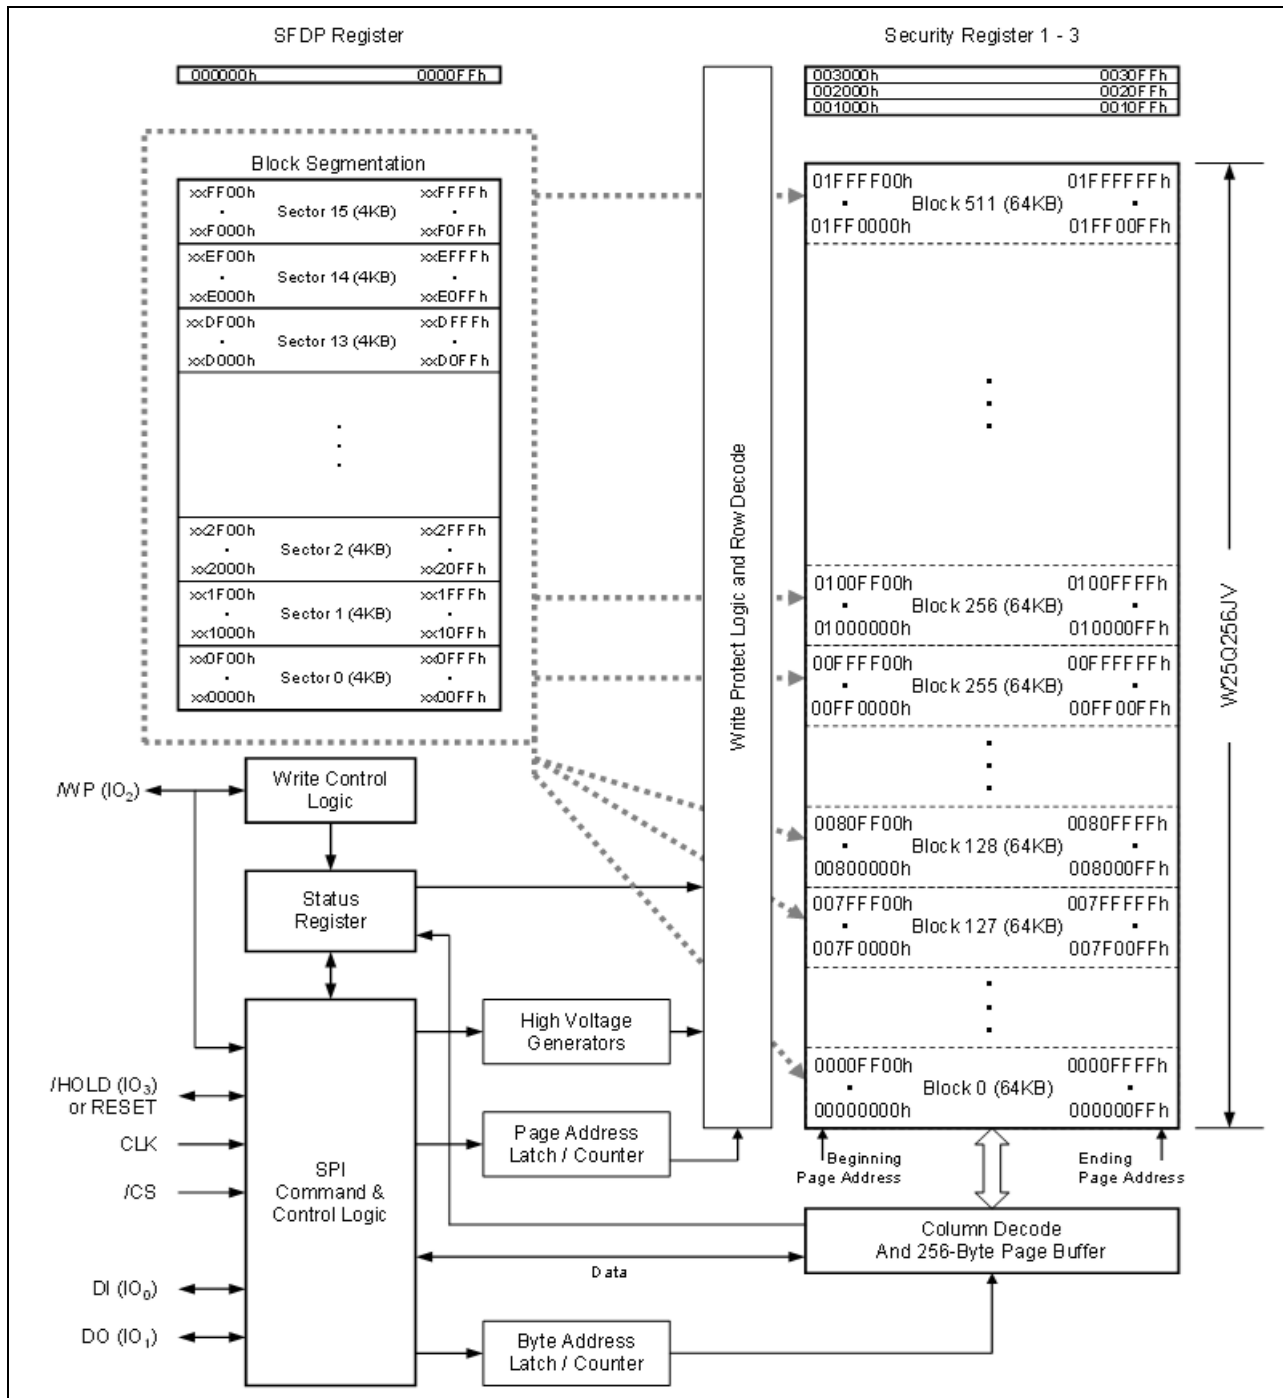 SFDP Register
000000h 0000FFh
Security Register 1 - 3
003000h 0030FFh
002000h 0020FFh
001000h 0010FFh
Block Segmentation
xxFF00h xxFFFFh
Sector 15 (4KB)
xxF000h xxF0FFh
xxEF00h xxEFFFh
Sector 14 (4KB)
xxE000h xxE0FFh
xxDF00h xxDFFFh
Sector 13 (4KB)
xxD000h xxD0FFh
xx2F00h xx2FFFh
Sector 2 (4KB)
xx2000h xx20FFh
xx1F00h xx1FFFh
Sector 1 (4KB)
xx1000h xx10FFh
xx0F00h xx0FFFh
Sector 0 (4KB)
xx0000h xx00FFh
Write Protect Logic and Row Decode
01FFFF00h 01FFFFFFh
Block 511 (64KB)
01FF0000h 01FF00FFh
0100FF00h 0100FFFFh
Block 256 (64KB)
01000000h 010000FFh
00FFFF00h 00FFFFFFh
Block 255 (64KB)
00FF0000h 00FF00FFh
0080FF00h 0080FFFFh
Block 128 (64KB)
00800000h 008000FFh
007FFF00h 007FFFFFh
Block 127 (64KB)
007F0000h 007F00FFh
0000FF00h 0000FFFFh
Block 0 (64KB)
00000000h 000000FFh
W25Q256JV
Beginning
Page Address
Ending
Page Address
/WP (IO2)
Write Control
Logic
Status
Register
High Voltage
Generators
/HOLD (IO3)
or RESET
CLK
/CS
Page Address
Latch / Counter
SPI
Command &
Control Logic
Column Decode
And 256-Byte Page Buffer
Data
DI (IO0)
DO (IO1)
Byte Address
Latch / Counter